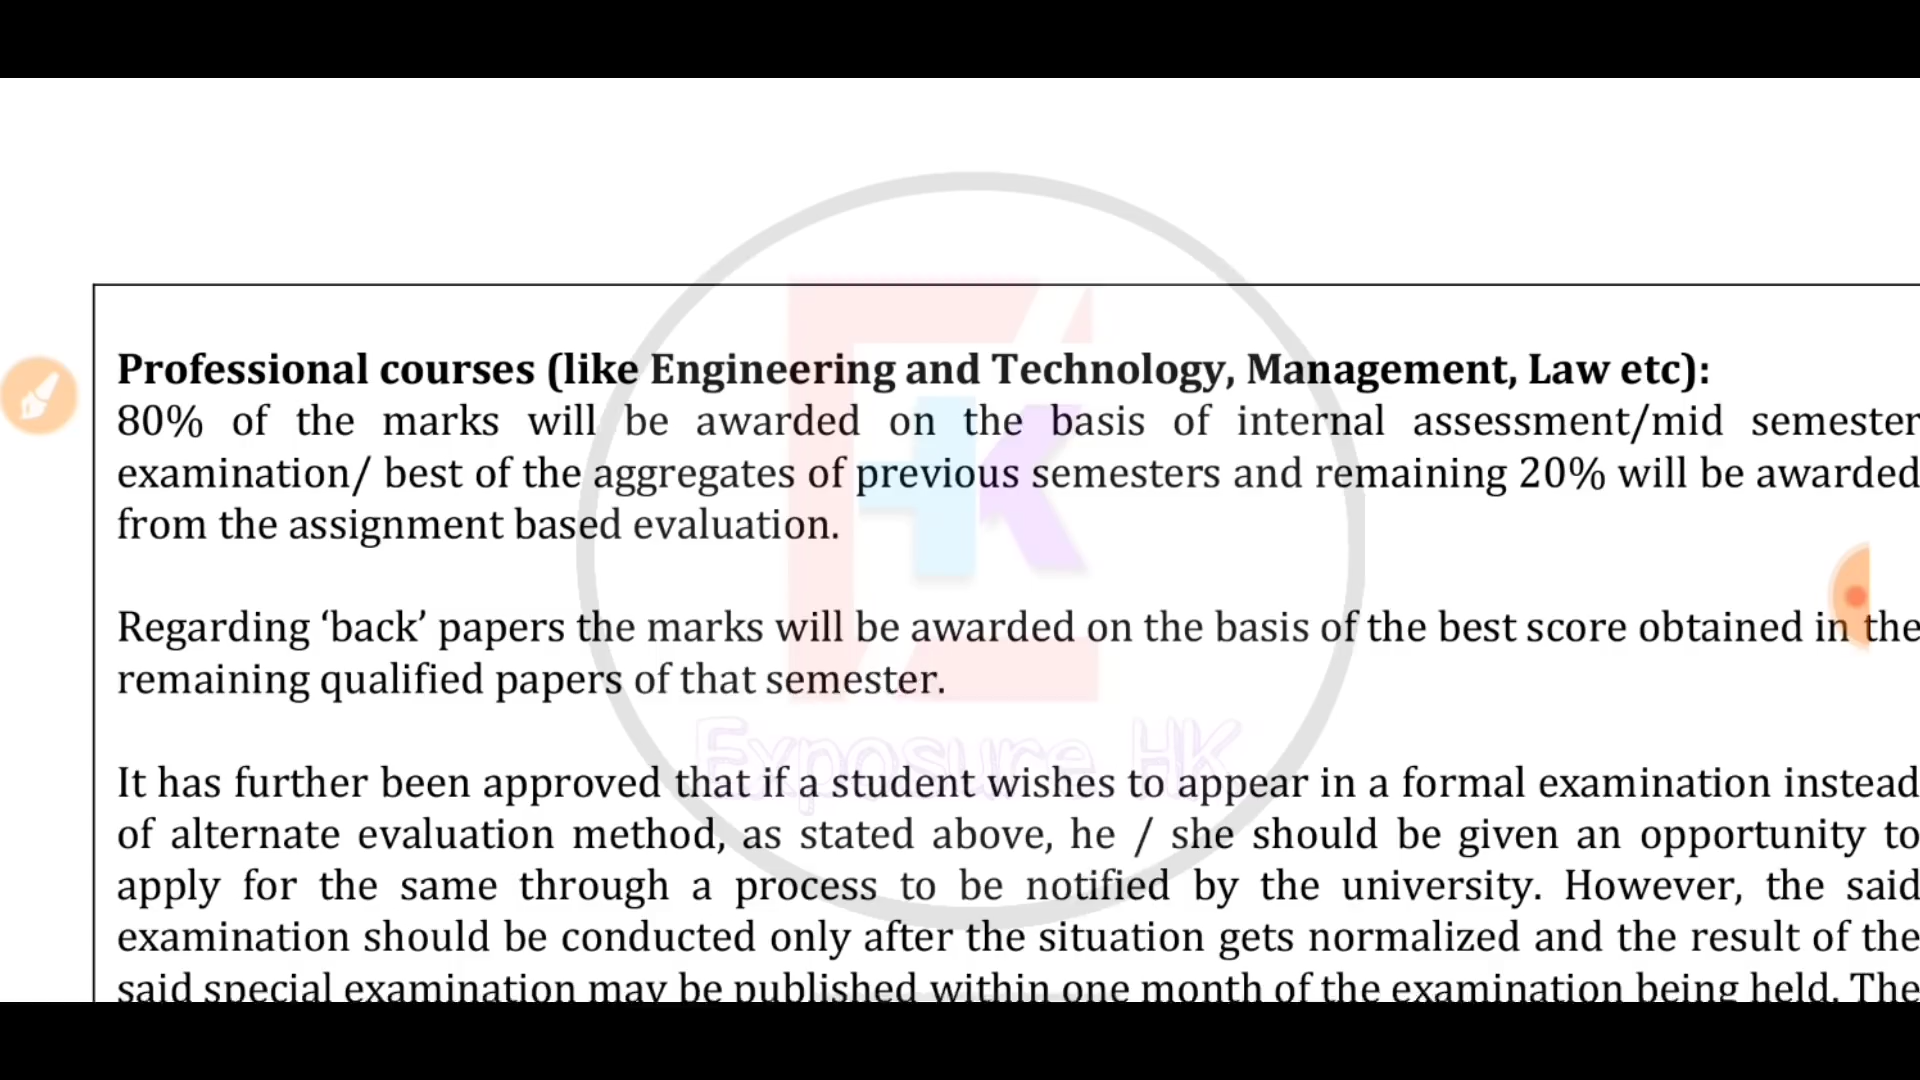 Professional courses (like Engineering and Technology, Management, Law etc):
80% of the marks will be awarded on the basis of internal assessment/mid semester
examination/ best of the aggregates of previous semesters and remaining 20% will be awarded
from the assignment based evaluation.
Regarding ‘back’ papers the marks will be awarded on the basis of the best score obtained in the
remaining qualified papers of that semester.
Exposure HK
It has further been approved that if a student wishes to appear in a formal examination instead
of alternate evaluation method, as stated above, he / she should be given an opportunity to
apply for the same through a process to be notified by the university. However, the said
examination should be conducted only after the situation gets normalized and the result of the
said special examination may be published within one month of the examination being held. The